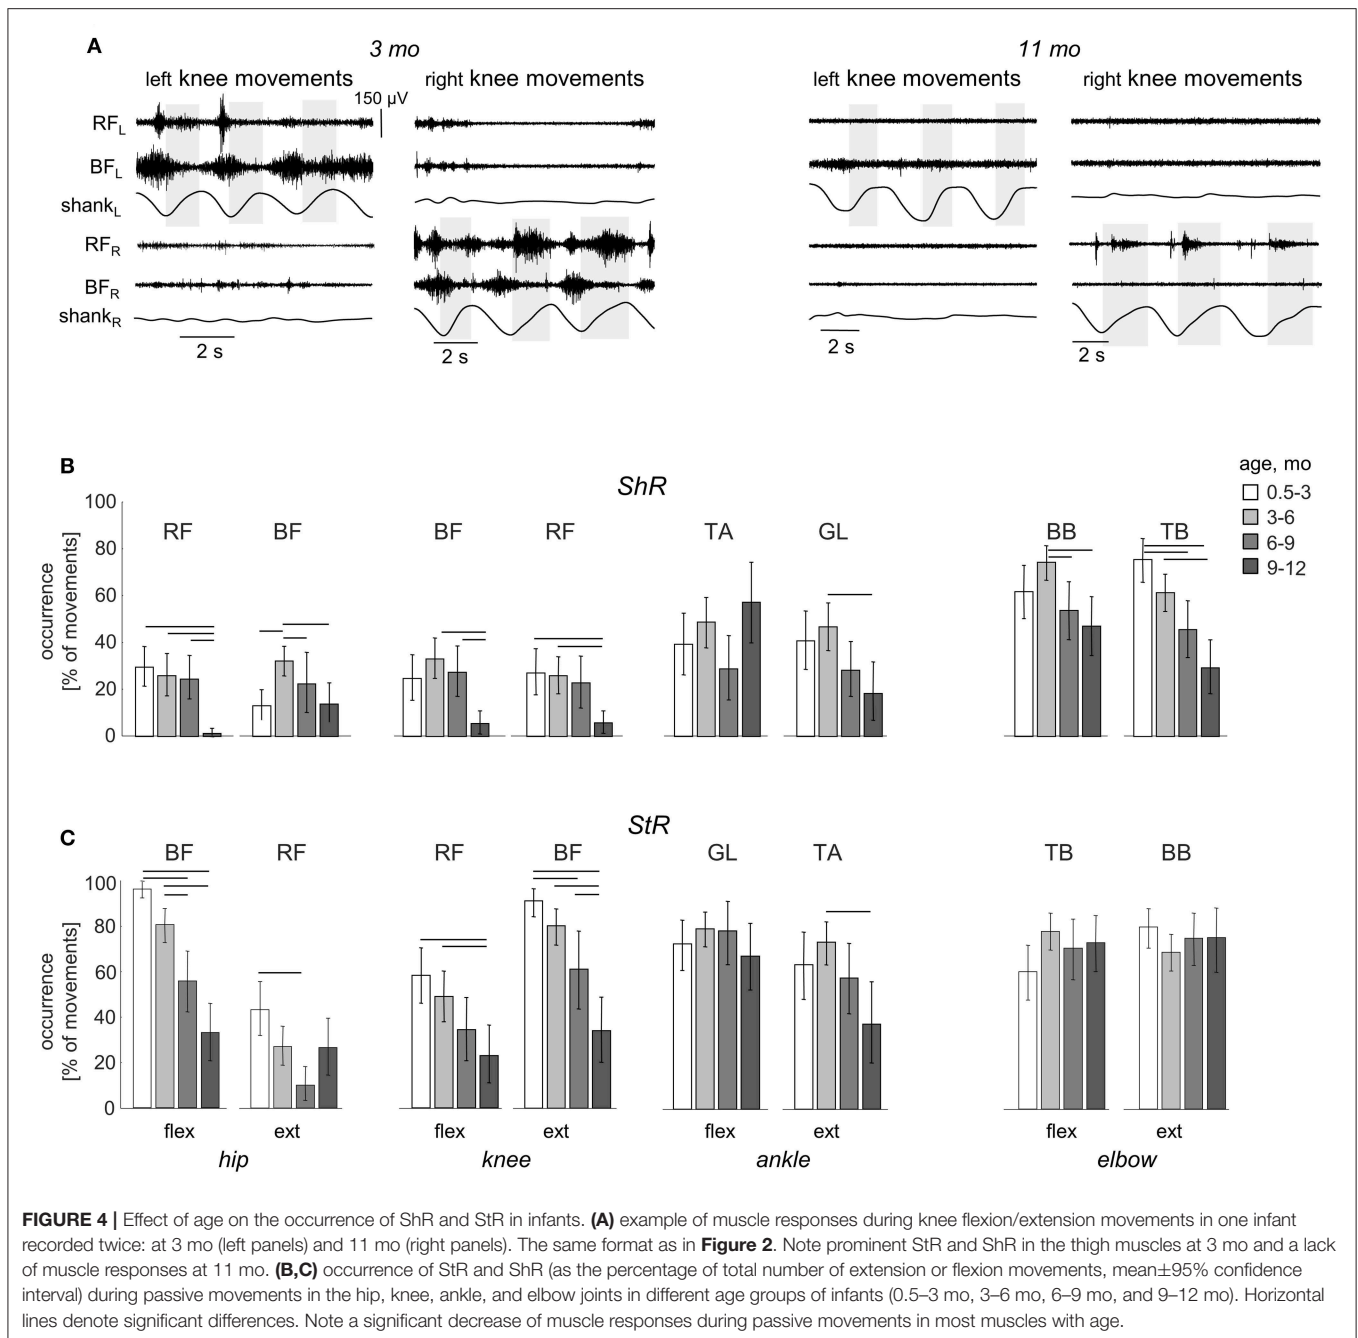 A
3 mo
11 mo
left knee movements
right knee movements
left knee movements
right knee movements
150 µV
RFL
BFL
shankL
RFR
BFR
shankR
2 s
2 s
2 s
2 s
B
ShR
age, mo
0.5-3
3-6
6-9
9-12
100
80
60
40
20
0
occurrence
[% of movements]
RF
BF
BF
RF
TA
GL
BB
TB
C
StR
BF
RF
RF
BF
GL
TA
TB
BB
100
80
60
40
20
0
occurrence
[% of movements]
flex
ext
flex
ext
flex
ext
flex
ext
hip
knee
ankle
elbow
FIGURE 4 | Effect of age on the occurrence of ShR and StR in infants. (A) example of muscle responses during knee flexion/extension movements in one infant
recorded twice: at 3 mo (left panels) and 11 mo (right panels). The same format as in Figure 2. Note prominent StR and ShR in the thigh muscles at 3 mo and a lack
of muscle responses at 11 mo. (B,C) occurrence of StR and ShR (as the percentage of total number of extension or flexion movements, mean±95% confidence
interval) during passive movements in the hip, knee, ankle, and elbow joints in different age groups of infants (0.5–3 mo, 3–6 mo, 6–9 mo, and 9–12 mo). Horizontal
lines denote significant differences. Note a significant decrease of muscle responses during passive movements in most muscles with age.